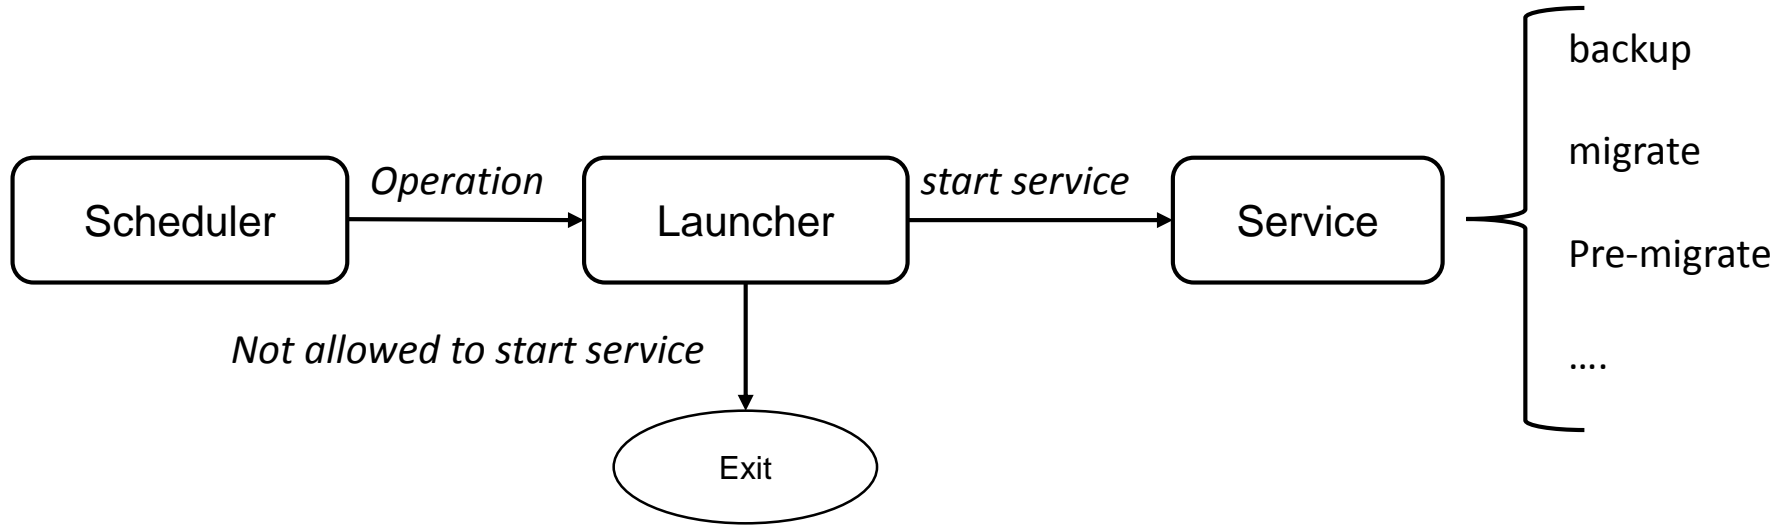 backup
migrate
Pre-migrate
....
Scheduler
Operation
Launcher
start service
Service
Not allowed to start service
Exit